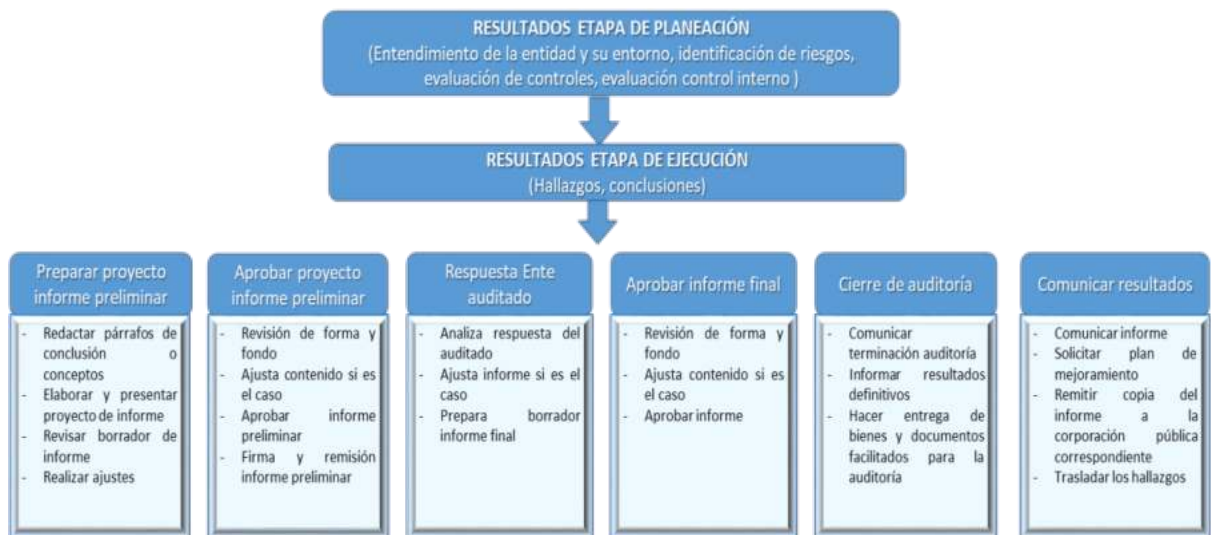 RESULTADOS ETAPA DE PLANEACIÓN
(Entendimiento de la entidad y su entorno, identificación de riesgos,
evaluación de controles, evaluación control interno )
RESULTADOS ETAPA DE EJECUCIÓN
(Hallazgos, conclusiones)
Preparar proyecto
informe preliminar
- Redactar párrafos de
conclusión o
conceptos
- Elaborar y presentar
proyecto de informe
- Revisar borrador de
informe
- Realizar ajustes
Aprobar proyecto
informe preliminar
- Revisión de forma y
fondo
- Ajusta contenido si es
el caso
- Aprobar informe
preliminar
- Firma y remisión
informe preliminar
Respuesta Ente
auditado
- Analiza respuesta del
auditado
- Ajusta informe si es el
caso
- Prepara borrador
informe final
Aprobar informe final
- Revisión de forma y
fondo
- Ajusta contenido si es
el caso
- Aprobar informe
Cierre de auditoría
- Comunicar
terminación auditoría
- Informar resultados
definitivos
- Hacer entrega de
bienes y documentos
facilitados para la
auditoría
Comunicar resultados
- Comunicar informe
- Solicitar plan de
mejoramiento
- Remitir copia del
informe a la
corporación pública
correspondiente
- Trasladar los hallazgos